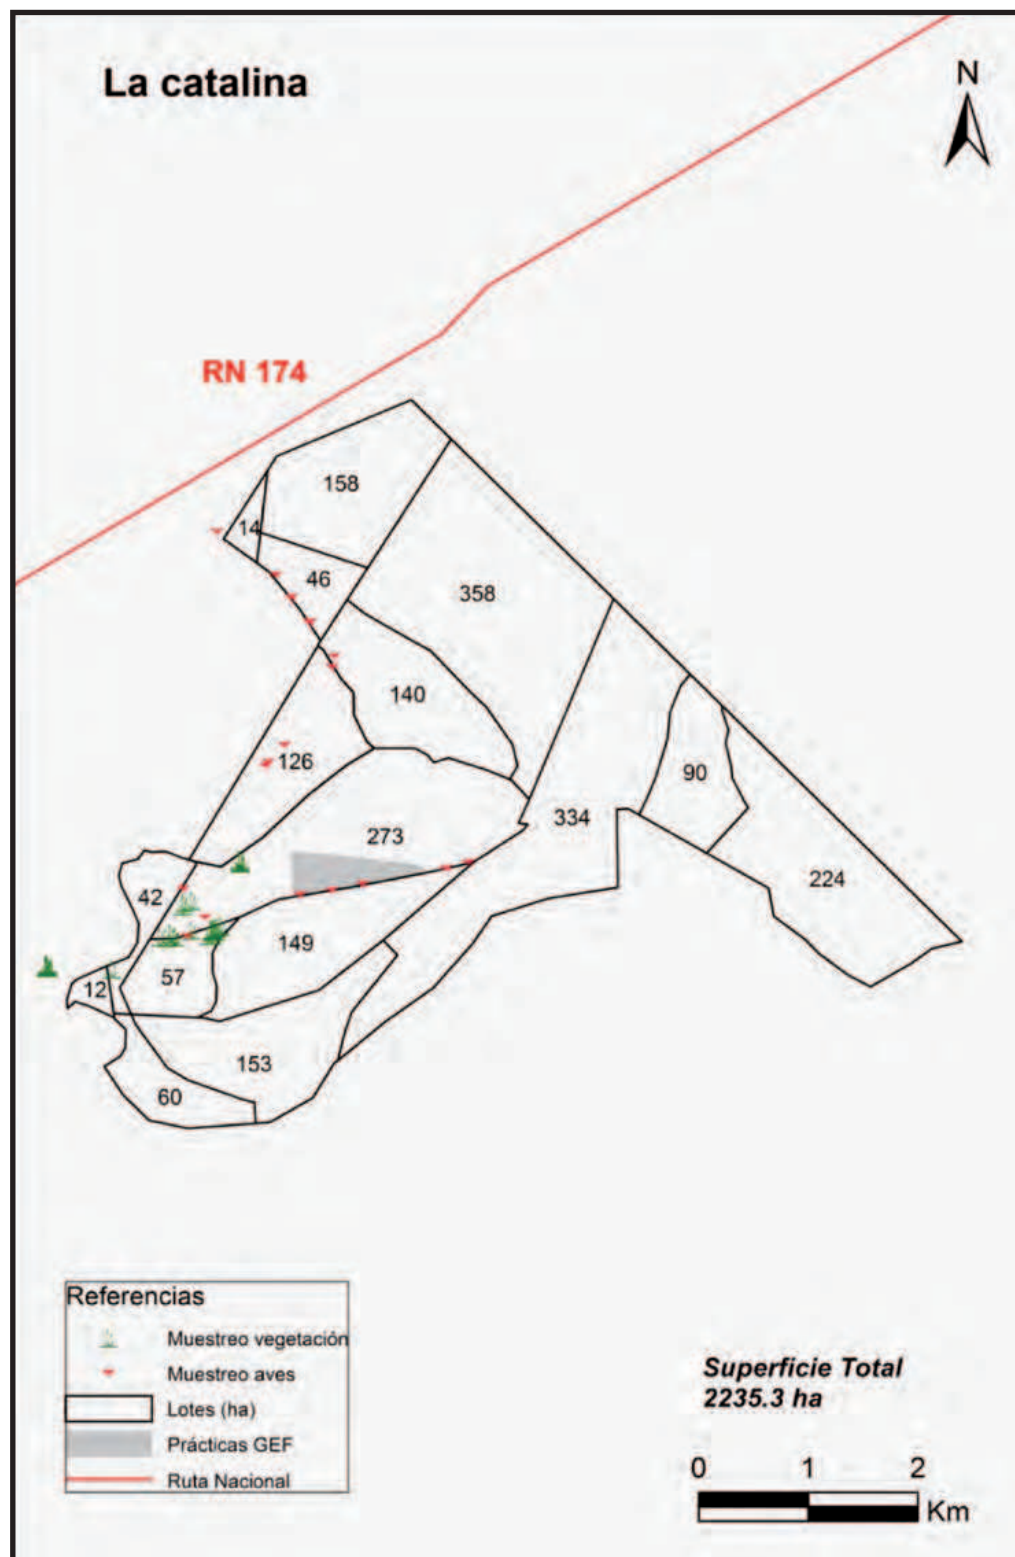 La catalina
N
RN 174
158
14
46
358
140
126
90
273
334
224
42
149
57
12
153
60
Referencias
Muestreo vegetación
Muestreo aves
Lotes (ha)
Prácticas GEF
Ruta Nacional
Superficie Total
2235.3 ha
0 1 2
Km